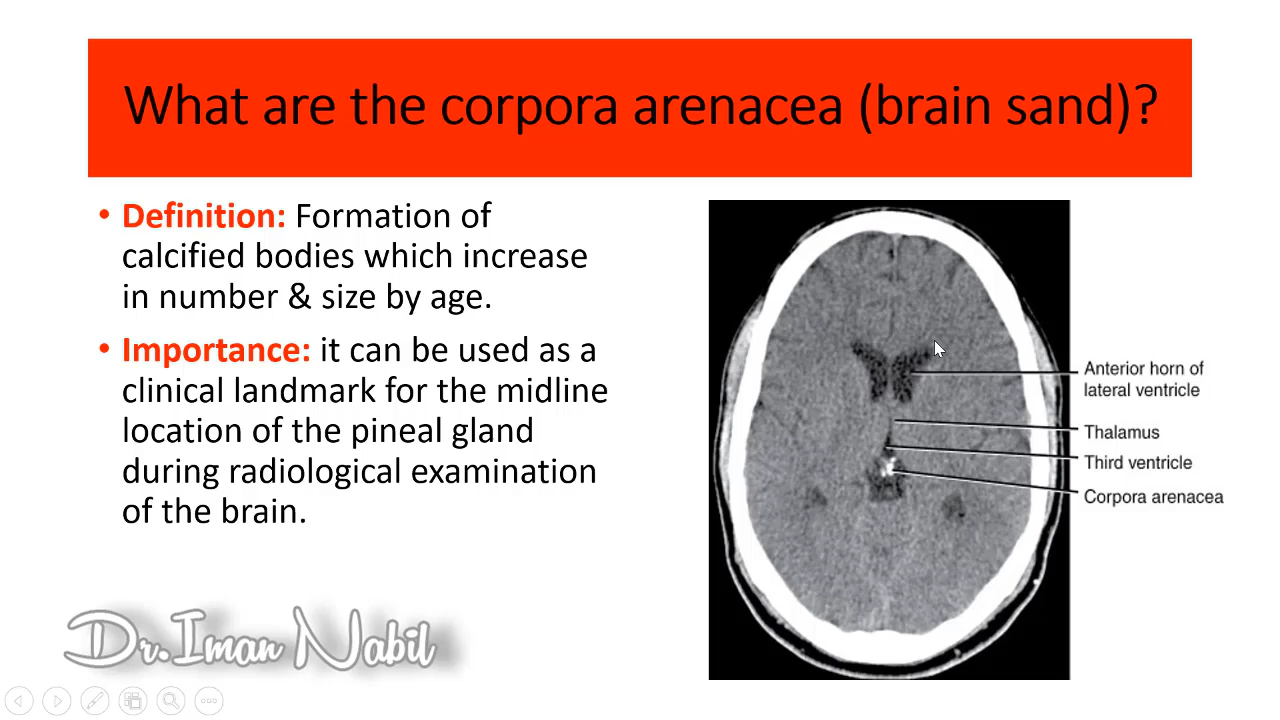 What are the corpora arenacea (brain sand)?
• Definition: Formation of
calcified bodies which increase
in number & size by age.
• Importance: it can be used as a
clinical landmark for the midline
location of the pineal gland
during radiological examination
of the brain.
Anterior horn of
lateral ventricle
Thalamus
Third ventricle
Corpora arenacea
Dr.Iman Nabil